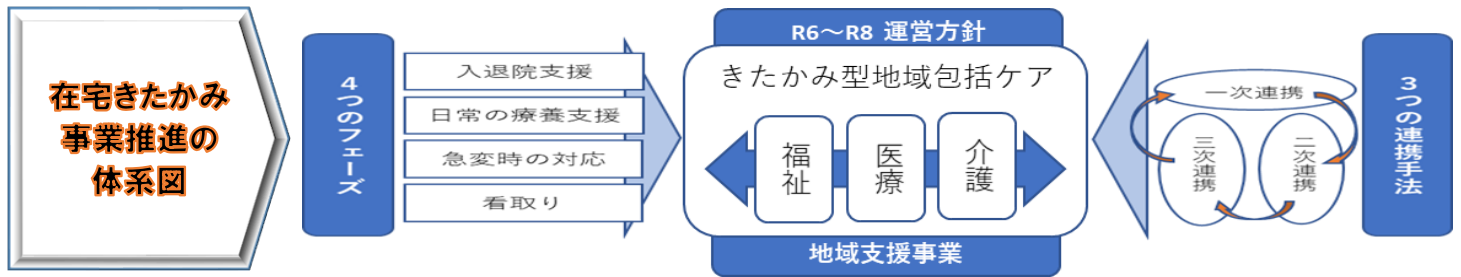 在宅きたかみ
事業推進の
体系図
4つのフェーズ
入退院支援
日常の療養支援
急変時の対応
看取り
R6～R8 運営方針
きたかみ型地域包括ケア
福祉
医療
介護
地域支援事業
一次連携
二次連携
三次連携
3つの連携手法